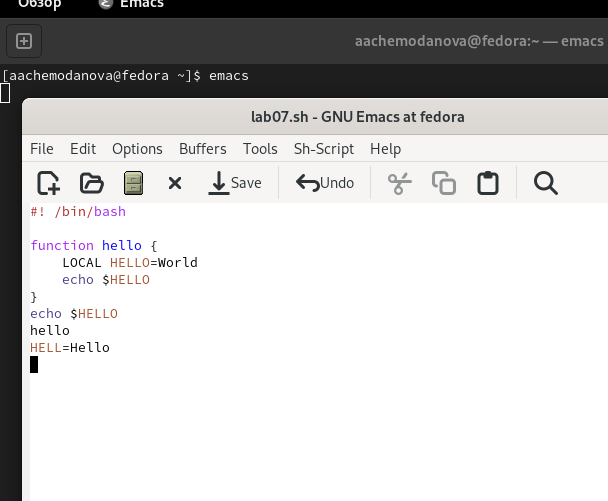 Обзор Emacs
aachemodanova@fedora:~ — emacs
[aachemodanova@fedora ~]$ emacs
lab07.sh - GNU Emacs at fedora
File Edit Options Buffers Tools Sh-Script Help
Save Undo
#! /bin/bash
function hello {
LOCAL HELLO=World
echo $HELLO
}
echo $HELLO
hello
HELL=Hello